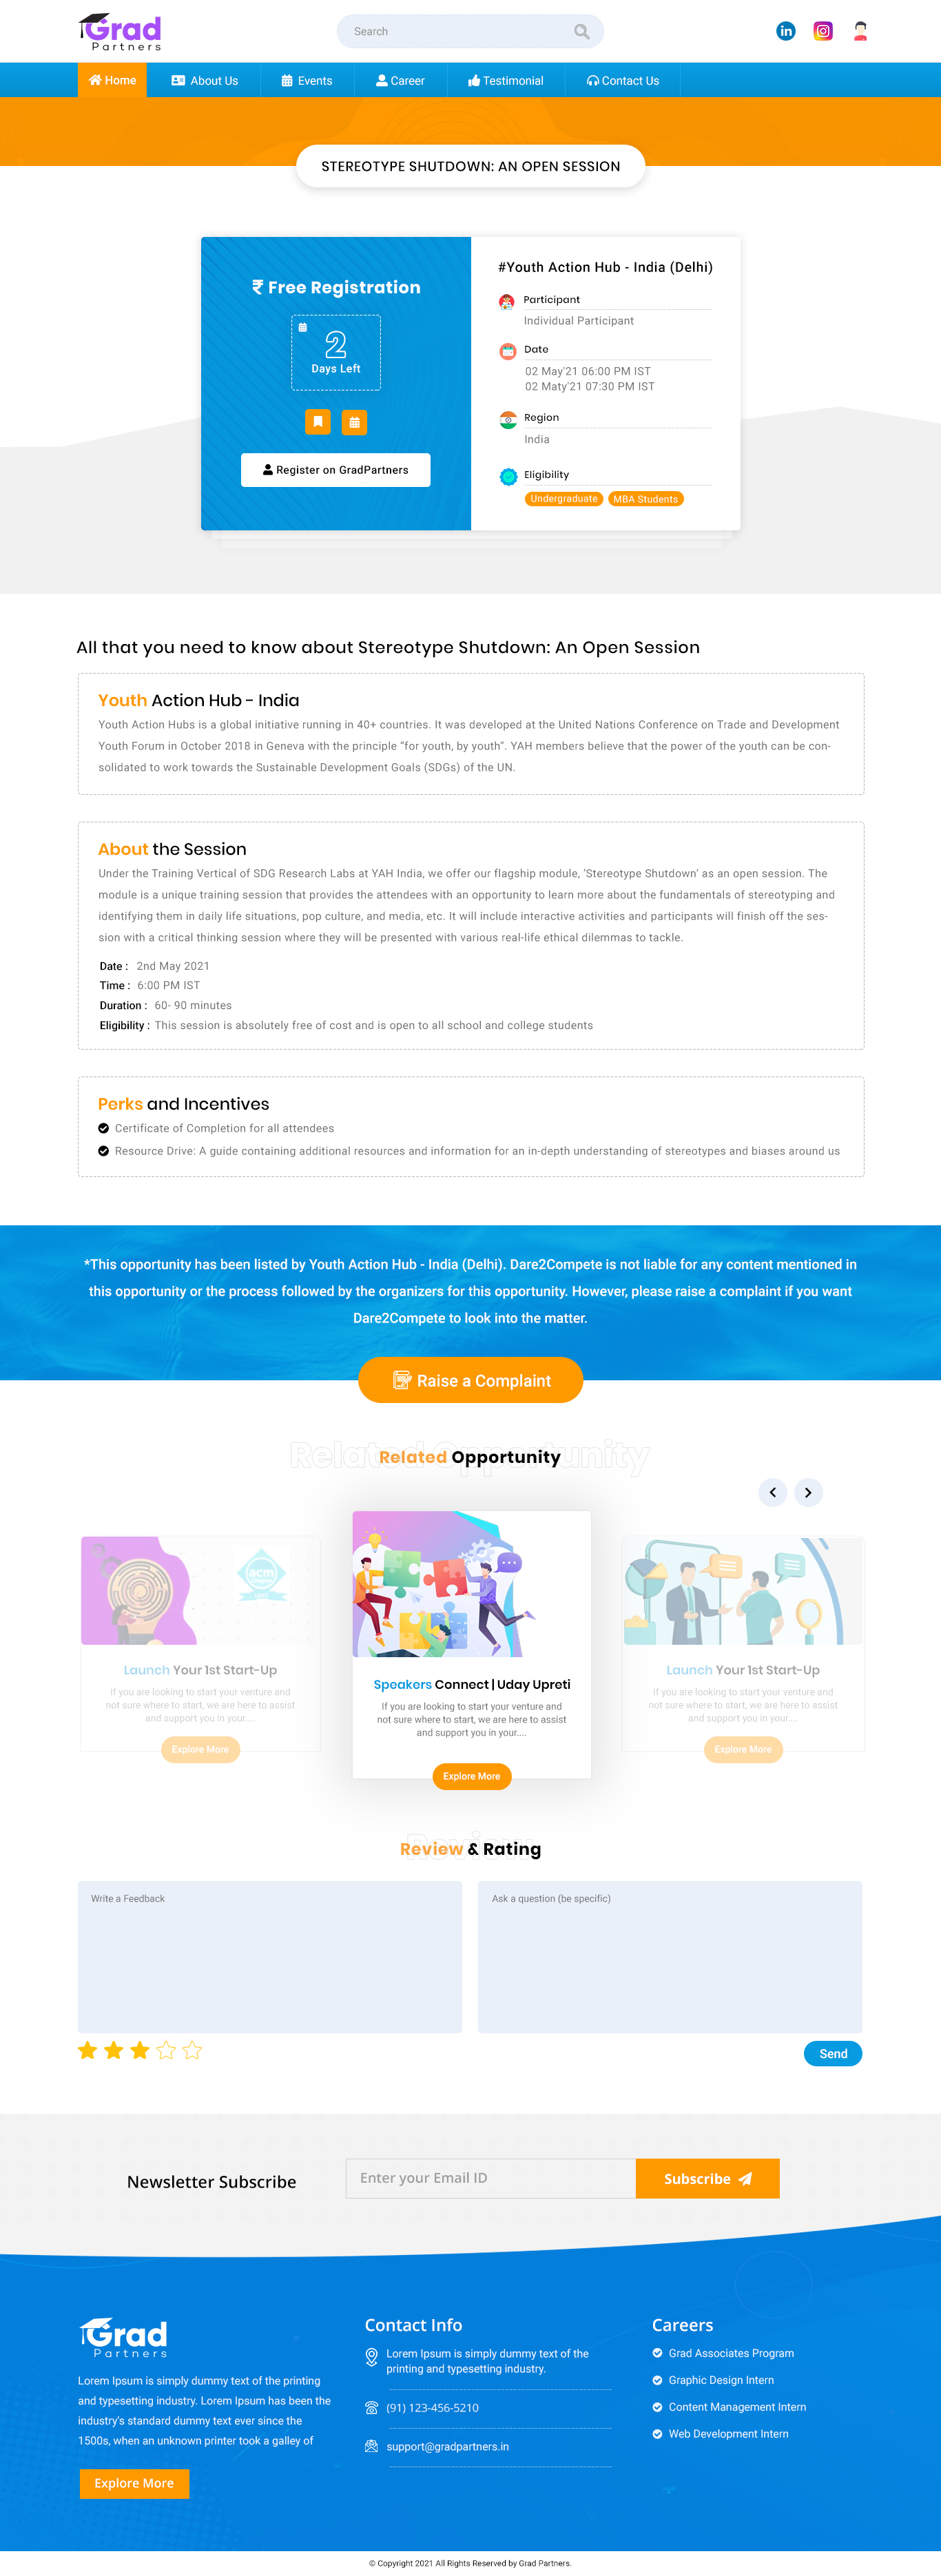 Grad
Partners
Search
in
Home
About Us
Events
Career
Testimonial
Contact Us
STEREOTYPE SHUTDOWN: AN OPEN SESSION
₹ Free Registration
2
Days Left
Register on GradPartners
#Youth Action Hub - India (Delhi)
Participant
Individual Participant
Date
02 May'21 06:00 PM IST
02 Maty'21 07:30 PM IST
Region
India
Eligibility
Undergraduate
MBA Students
All that you need to know about Stereotype Shutdown: An Open Session
Youth Action Hub - India
Youth Action Hubs is a global initiative running in 40+ countries. It was developed at the United Nations Conference on Trade and Development
Youth Forum in October 2018 in Geneva with the principle “for youth, by youth”. YAH members believe that the power of the youth can be con-
solidated to work towards the Sustainable Development Goals (SDGs) of the UN.
About the Session
Under the Training Vertical of SDG Research Labs at YAH India, we offer our flagship module, ‘Stereotype Shutdown’ as an open session. The
module is a unique training session that provides the attendees with an opportunity to learn more about the fundamentals of stereotyping and
identifying them in daily life situations, pop culture, and media, etc. It will include interactive activities and participants will finish off the ses-
sion with a critical thinking session where they will be presented with various real-life ethical dilemmas to tackle.
Date : 2nd May 2021
Time : 6:00 PM IST
Duration : 60- 90 minutes
Eligibility : This session is absolutely free of cost and is open to all school and college students
Perks and Incentives
Certificate of Completion for all attendees
Resource Drive: A guide containing additional resources and information for an in-depth understanding of stereotypes and biases around us
*This opportunity has been listed by Youth Action Hub - India (Delhi). Dare2Compete is not liable for any content mentioned in
this opportunity or the process followed by the organizers for this opportunity. However, please raise a complaint if you want
Dare2Compete to look into the matter.
Raise a Complaint
Related Opportunity
Related Opportunity
acm
Launch Your 1st Start-Up
If you are looking to start your venture and
not sure where to start, we are here to assist
and support you in your....
Explore More
Speakers Connect | Uday Upreti
If you are looking to start your venture and
not sure where to start, we are here to assist
and support you in your....
Explore More
Launch Your 1st Start-Up
If you are looking to start your venture and
not sure where to start, we are here to assist
and support you in your....
Explore More
Review
Review & Rating
Write a Feedback
Ask a question (be specific)
Send
Newsletter Subscribe
Enter your Email ID
Subscribe
Grad
Partners
Lorem Ipsum is simply dummy text of the printing
and typesetting industry. Lorem Ipsum has been the
industry's standard dummy text ever since the
1500s, when an unknown printer took a galley of
Explore More
Contact Info
Lorem Ipsum is simply dummy text of the
printing and typesetting industry.
(91) 123-456-5210
support@gradpartners.in
Careers
Grad Associates Program
Graphic Design Intern
Content Management Intern
Web Development Intern
© Copyright 2021 All Rights Reserved by Grad Partners.